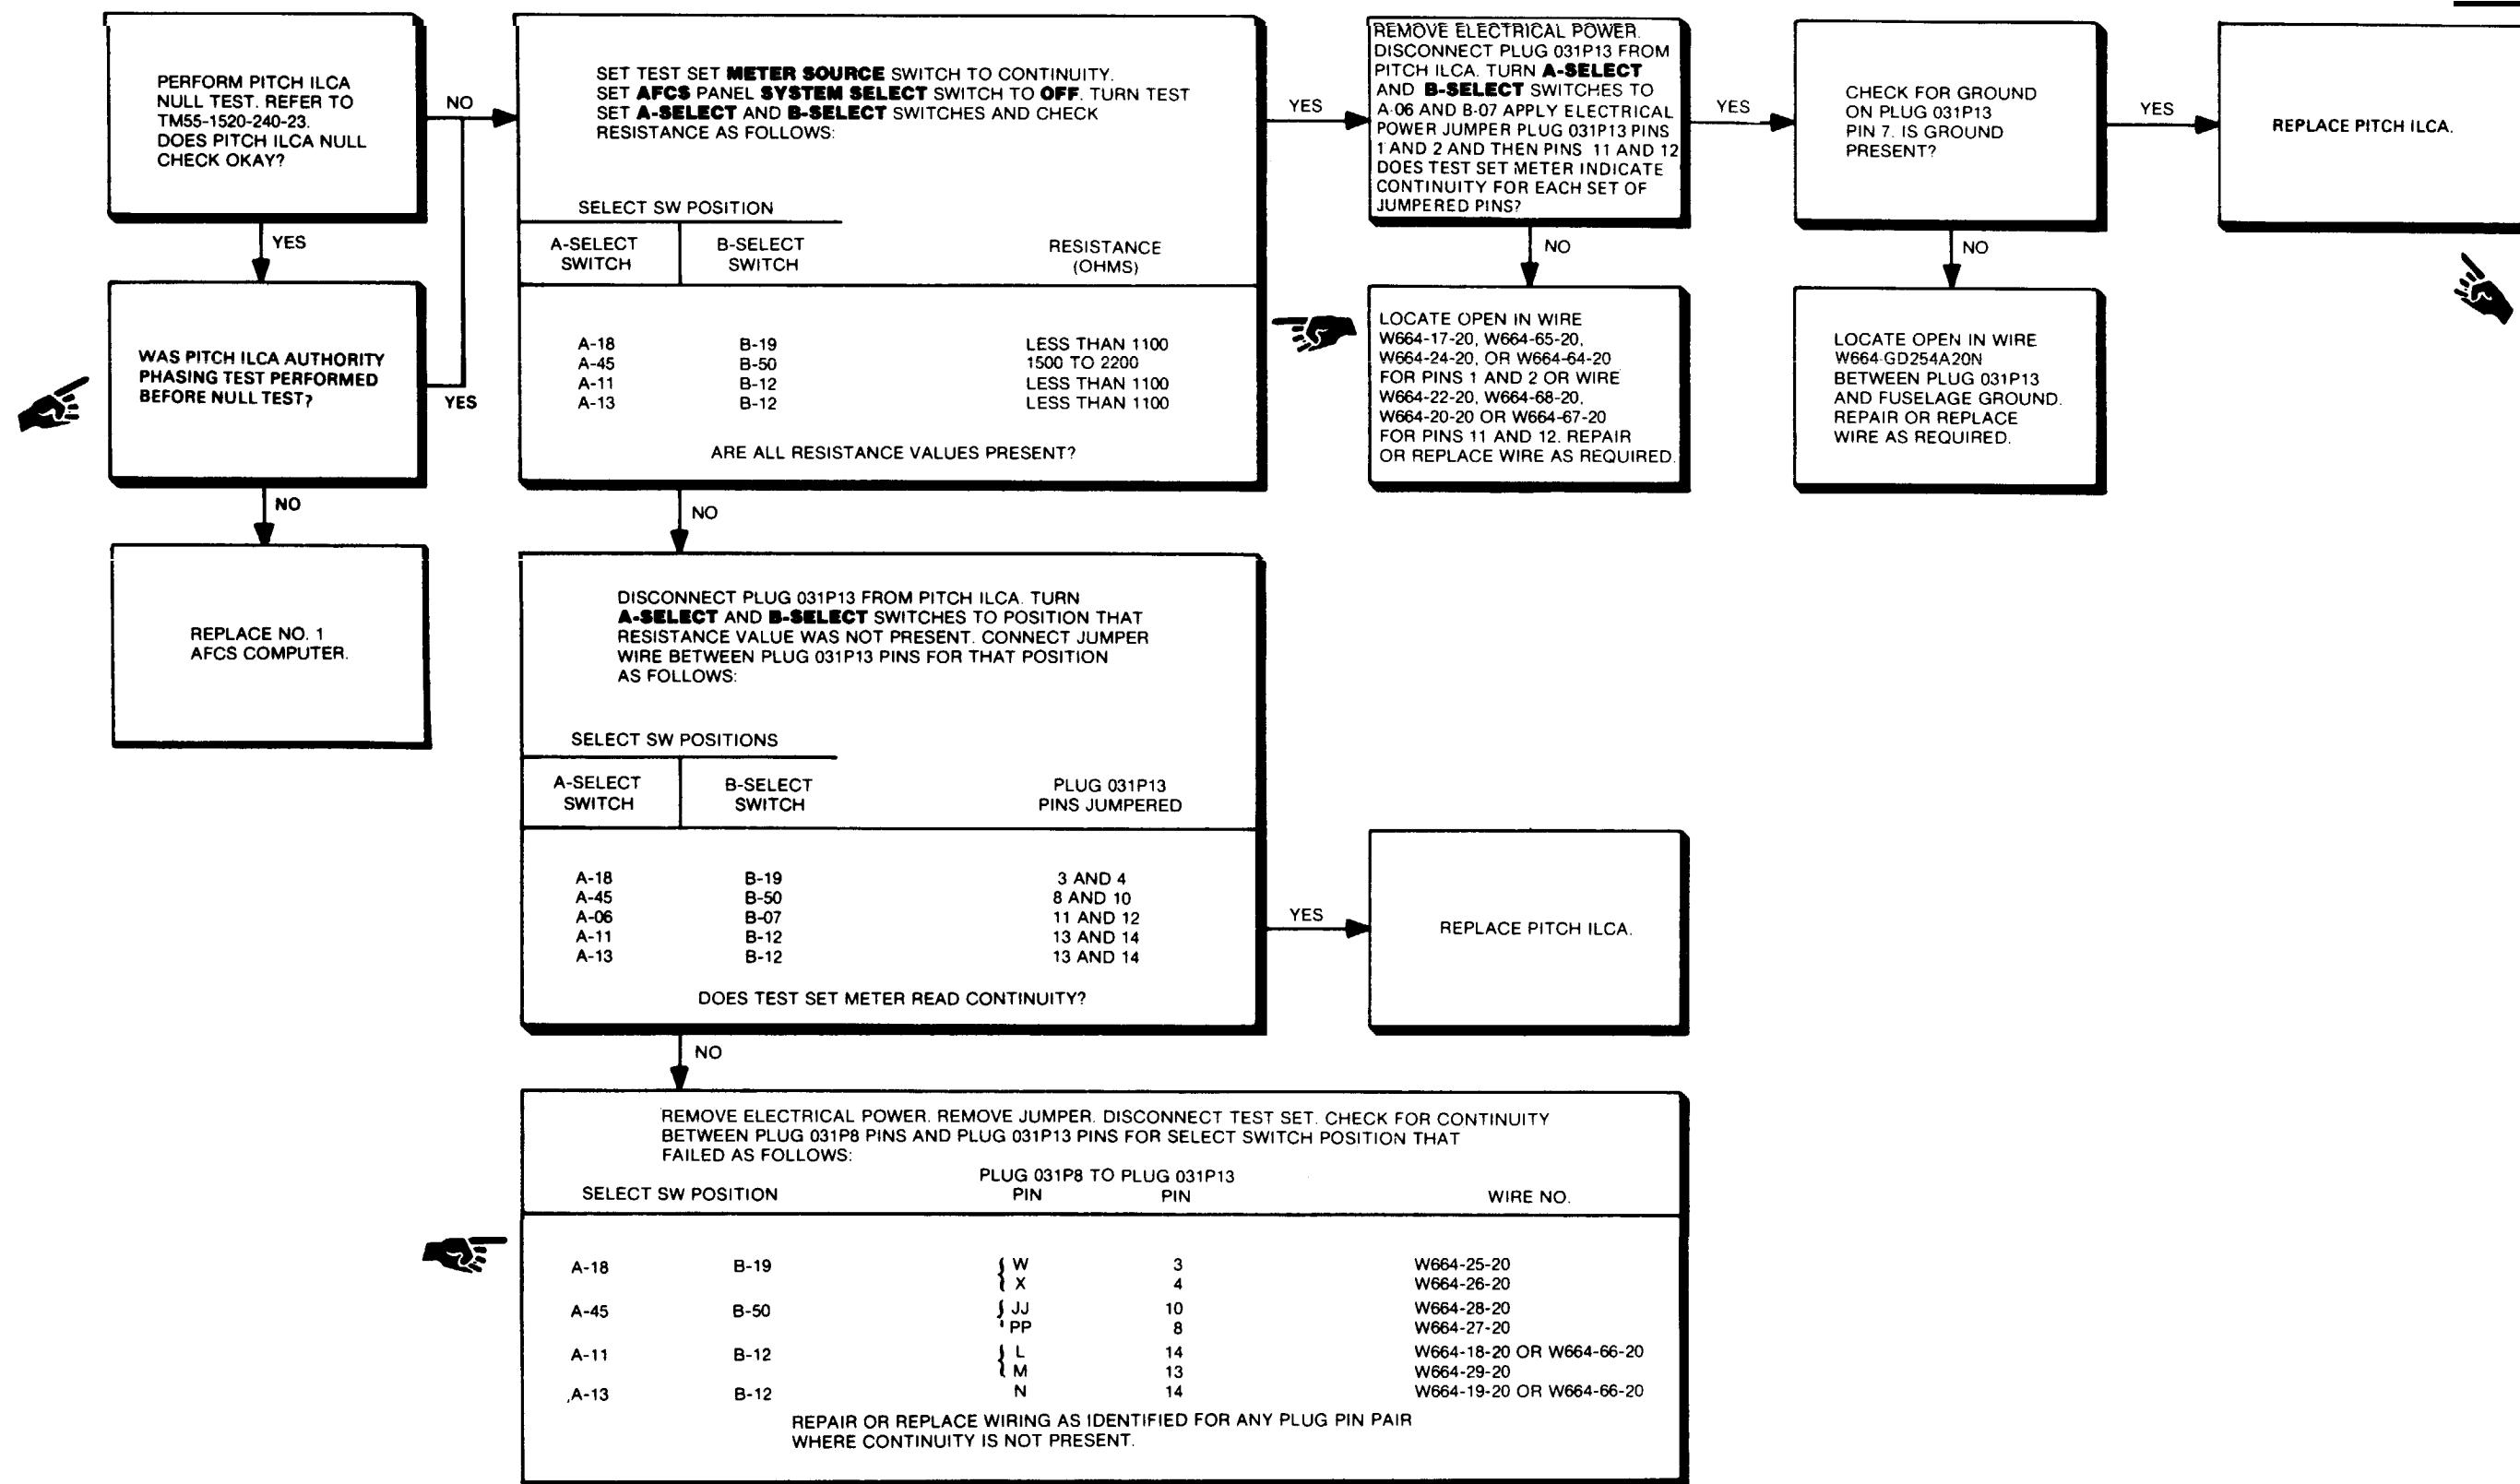 PERFORM PITCH ILCA
NULL TEST. REFER TO
TM55-1520-240-23.
DOES PITCH ILCA NULL
CHECK OKAY?
NO
YES
WAS PITCH ILCA AUTHORITY
PHASING TEST PERFORMED
BEFORE NULL TEST?
YES
NO
REPLACE NO. 1
AFCS COMPUTER.
SET TEST SET METER SOURCE SWITCH TO CONTINUITY.
SET AFCS PANEL SYSTEM SELECT SWITCH TO OFF. TURN TEST
SET A-SELECT AND B-SELECT SWITCHES AND CHECK
RESISTANCE AS FOLLOWS:
SELECT SW POSITION
A-SELECT SWITCH B-SELECT SWITCH RESISTANCE (OHMS)
A-18 B-19 LESS THAN 1100
A-45 B-50 1500 TO 2200
A-11 B-12 LESS THAN 1100
A-13 B-12 LESS THAN 1100
ARE ALL RESISTANCE VALUES PRESENT?
YES
NO
REMOVE ELECTRICAL POWER.
DISCONNECT PLUG 031P13 FROM
PITCH ILCA. TURN A-SELECT
AND B-SELECT SWITCHES TO
A-06 AND B-07 APPLY ELECTRICAL
POWER JUMPER PLUG 031P13 PINS
1 AND 2 AND THEN PINS 11 AND 12
DOES TEST SET METER INDICATE
CONTINUITY FOR EACH SET OF
JUMPERED PINS?
YES
NO
LOCATE OPEN IN WIRE
W664-17-20, W664-65-20,
W664-24-20, OR W664-64-20
FOR PINS 1 AND 2 OR WIRE
W664-22-20, W664-68-20,
W664-20-20 OR W664-67-20
FOR PINS 11 AND 12. REPAIR
OR REPLACE WIRE AS REQUIRED.
CHECK FOR GROUND
ON PLUG 031P13
PIN 7. IS GROUND
PRESENT?
YES
NO
LOCATE OPEN IN WIRE
W664-GD254A20N
BETWEEN PLUG 031P13
AND FUSELAGE GROUND.
REPAIR OR REPLACE
WIRE AS REQUIRED.
REPLACE PITCH ILCA.
DISCONNECT PLUG 031P13 FROM PITCH ILCA. TURN
A-SELECT AND B-SELECT SWITCHES TO POSITION THAT
RESISTANCE VALUE WAS NOT PRESENT. CONNECT JUMPER
WIRE BETWEEN PLUG 031P13 PINS FOR THAT POSITION
AS FOLLOWS:
SELECT SW POSITIONS
A-SELECT SWITCH B-SELECT SWITCH PLUG 031P13 PINS JUMPERED
A-18 B-19 3 AND 4
A-45 B-50 8 AND 10
A-06 B-07 11 AND 12
A-11 B-12 13 AND 14
A-13 B-12 13 AND 14
DOES TEST SET METER READ CONTINUITY?
YES
NO
REPLACE PITCH ILCA.
REMOVE ELECTRICAL POWER. REMOVE JUMPER. DISCONNECT TEST SET. CHECK FOR CONTINUITY
BETWEEN PLUG 031P8 PINS AND PLUG 031P13 PINS FOR SELECT SWITCH POSITION THAT
FAILED AS FOLLOWS:
PLUG 031P8 TO PLUG 031P13
SELECT SW POSITION PIN PIN WIRE NO.
A-18 B-19 W 3 W664-25-20
X 4 W664-26-20
A-45 B-50 JJ 10 W664-28-20
PP 8 W664-27-20
A-11 B-12 L 14 W664-18-20 OR W664-66-20
M 13 W664-29-20
A-13 B-12 N 14 W664-19-20 OR W664-66-20
REPAIR OR REPLACE WIRING AS IDENTIFIED FOR ANY PLUG PIN PAIR
WHERE CONTINUITY IS NOT PRESENT.